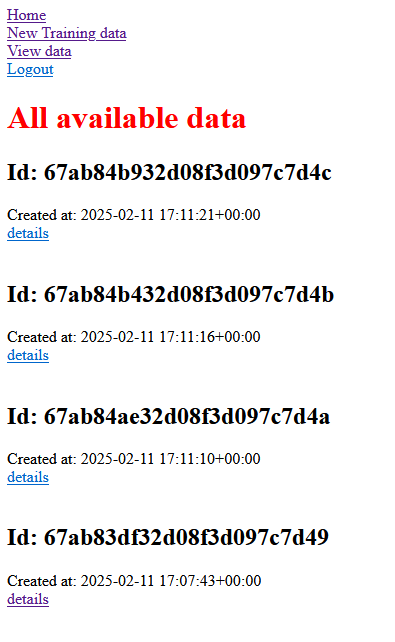 Home
New Training data
View data
Logout
All available data
Id: 67ab84b932d08f3d097c7d4c
Created at: 2025-02-11 17:11:21+00:00
details
Id: 67ab84b432d08f3d097c7d4b
Created at: 2025-02-11 17:11:16+00:00
details
Id: 67ab84ae32d08f3d097c7d4a
Created at: 2025-02-11 17:11:10+00:00
details
Id: 67ab83df32d08f3d097c7d49
Created at: 2025-02-11 17:07:43+00:00
details